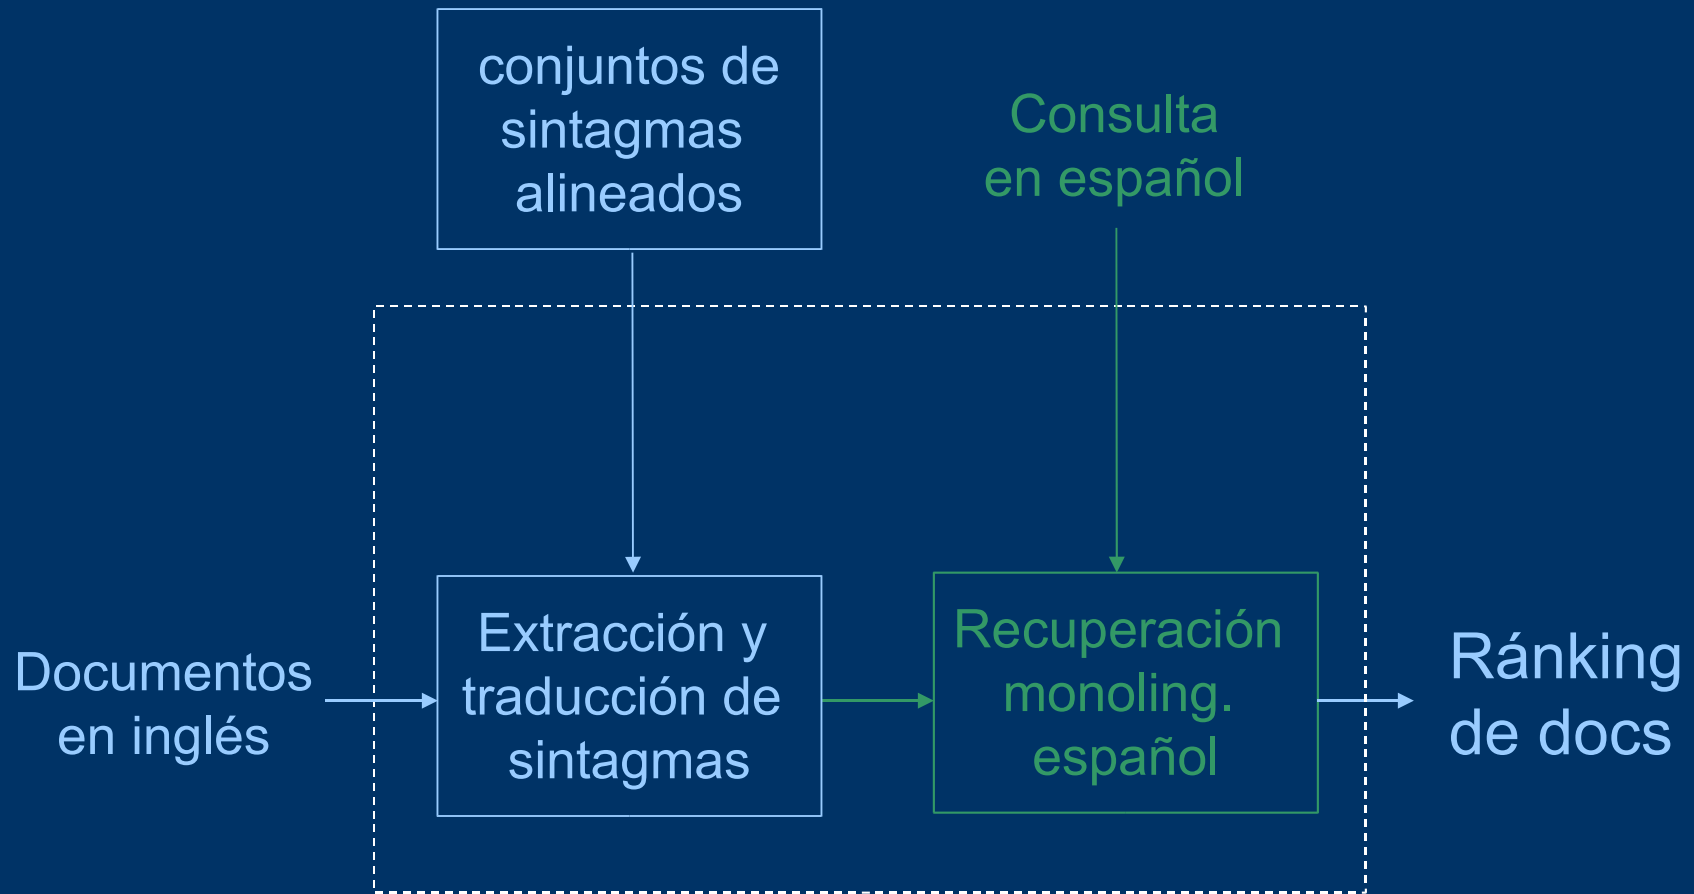 conjuntos de
sintagmas
alineados
Consulta
en español
Documentos
en inglés
Extracción y
traducción de
sintagmas
Recuperación
monoling.
español
Ránking
de docs